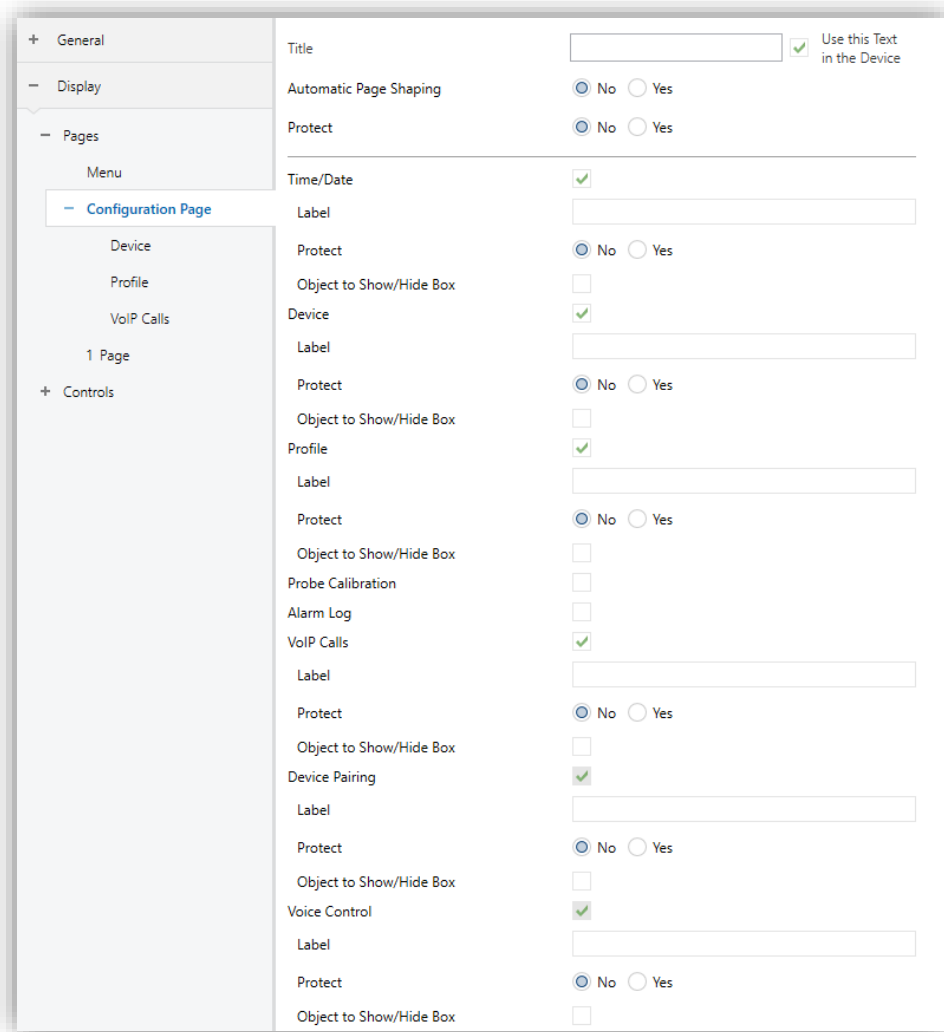 + General
− Display
− Pages
Menu
− Configuration Page
Device
Profile
VoIP Calls
1 Page
+ Controls
Title
Use this Text
in the Device
Automatic Page Shaping No Yes
Protect No Yes
Time/Date
Label
Protect No Yes
Object to Show/Hide Box
Device
Label
Protect No Yes
Object to Show/Hide Box
Profile
Label
Protect No Yes
Object to Show/Hide Box
Probe Calibration
Alarm Log
VoIP Calls
Label
Protect No Yes
Object to Show/Hide Box
Device Pairing
Label
Protect No Yes
Object to Show/Hide Box
Voice Control
Label
Protect No Yes
Object to Show/Hide Box